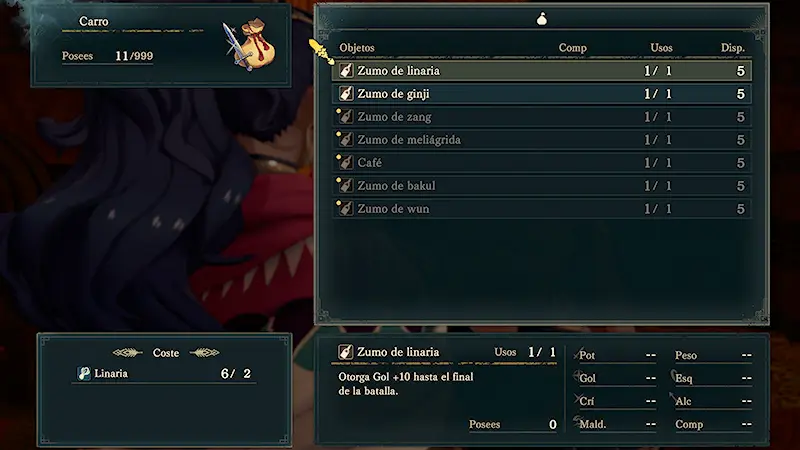 Carro
Posees 11/999
Objetos Comp Usos Disp.
Zumo de linaria 1/ 1 5
Zumo de ginji 1/ 1 5
Zumo de zang 1/ 1 5
Zumo de meliágrida 1/ 1 5
Café 1/ 1 5
Zumo de bakul 1/ 1 5
Zumo de wun 1/ 1 5
Coste
Linaria 6/ 2
Zumo de linaria Usos 1/ 1
Otorga Gol +10 hasta el final
de la batalla.
Posees 0
Pot -- Peso --
Gol -- Esq --
Crí -- Alc --
Mald. -- Comp --